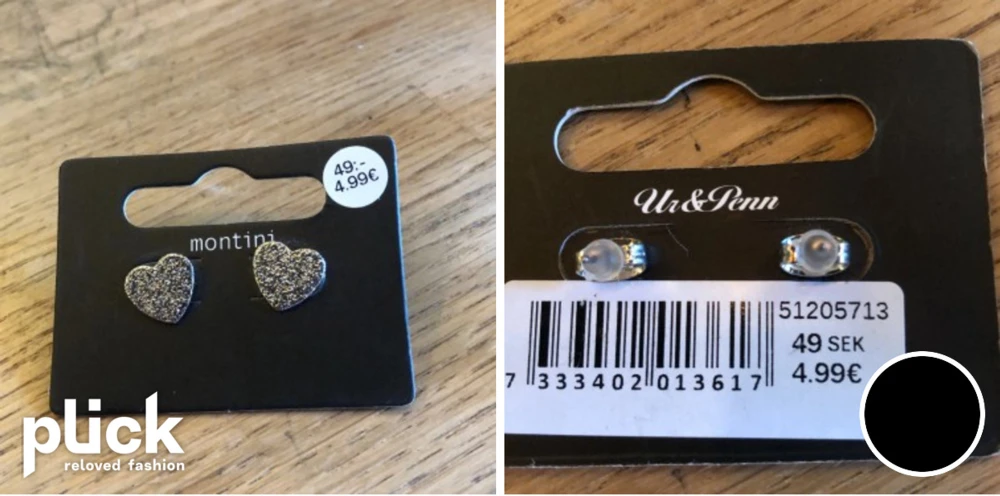 49:-
4.99€
montini
plick
reloved fashion
Ur&Penn
51205713
49 SEK
4.99€
7 333402 013617